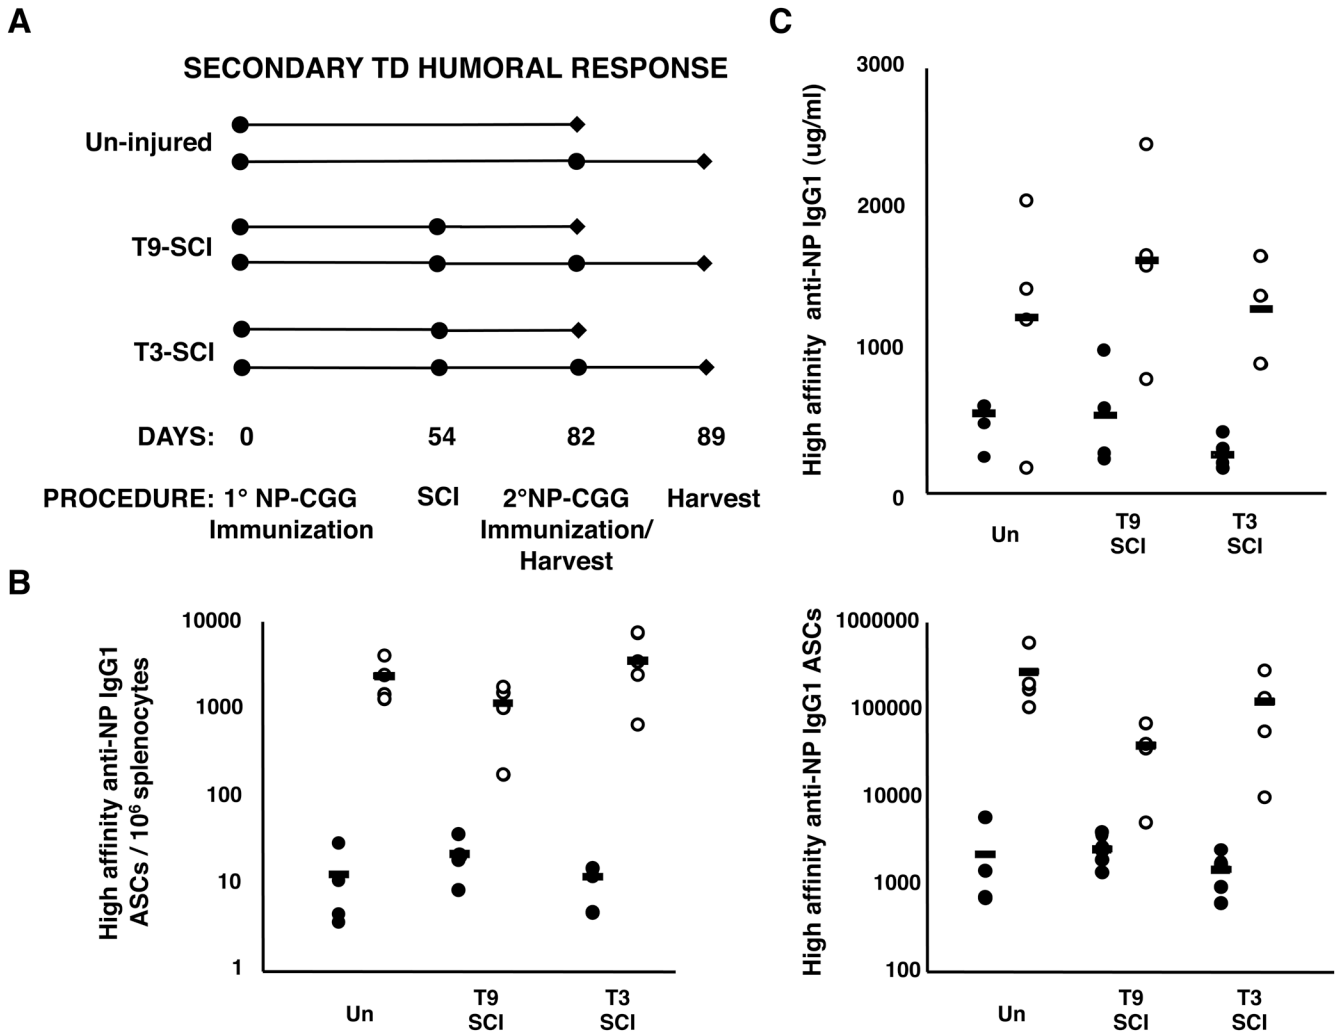 A
SECONDARY TD HUMORAL RESPONSE
Un-injured
T9-SCI
T3-SCI
DAYS: 0 54 82 89
PROCEDURE: 1° NP-CGG SCI 2°NP-CGG Harvest
Immunization Immunization/
Harvest
C
High affinity anti-NP IgG1 (ug/ml)
3000
2000
1000
0
Un T9 SCI T3 SCI
B
High affinity anti-NP IgG1
ASCs / 10⁶ splenocytes
10000
1000
100
10
1
Un T9 SCI T3 SCI
High affinity anti-NP IgG1 ASCs
1000000
100000
10000
1000
100
Un T9 SCI T3 SCI